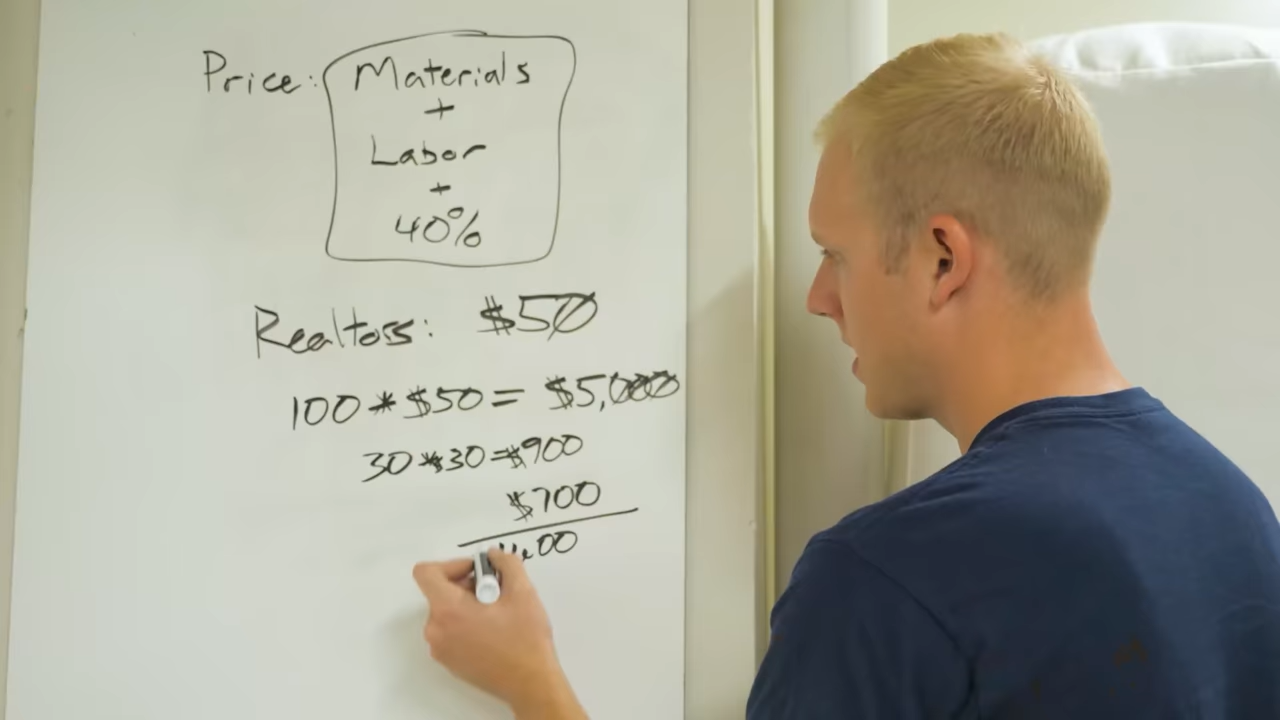 Price: Materials
+
Labor
+
40%
Realtors: $50
100 * $50 = $5,000
30 * $30 = $900
$700